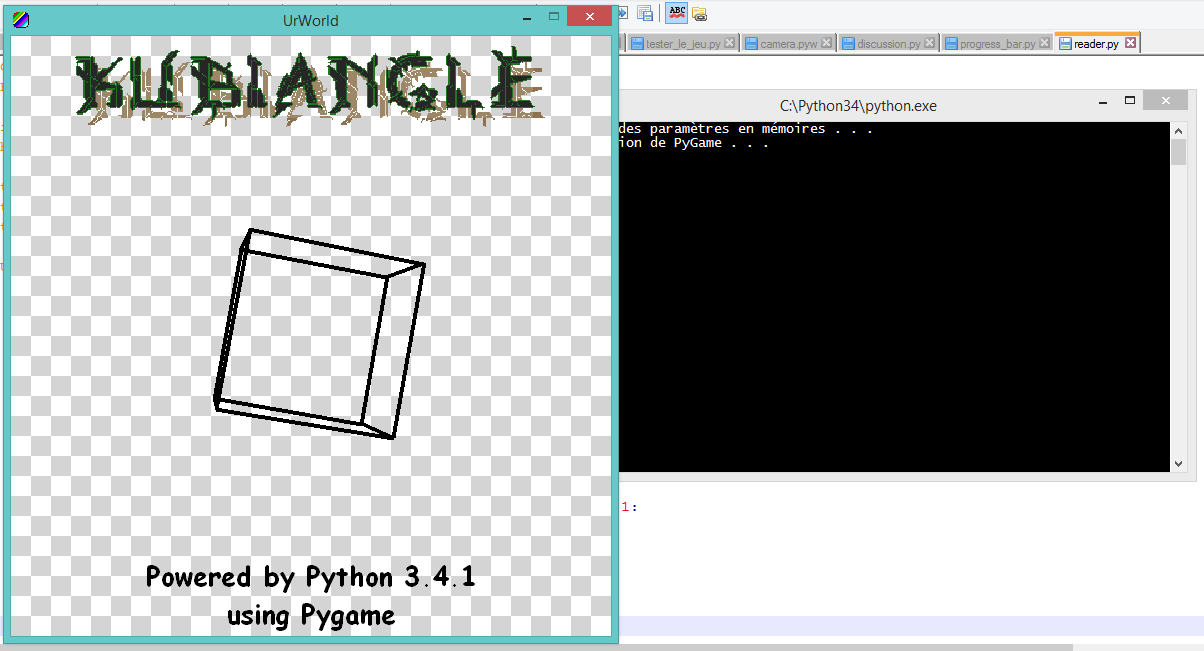 UrWorld
KUBIANGLE
Powered by Python 3.4.1
using Pygame
ABC
tester_le_jeu.py
camera.pyw
discussion.py
progress_bar.py
reader.py
C:\Python34\python.exe
des paramètres en mémoires . . .
ion de PyGame . . .
1: